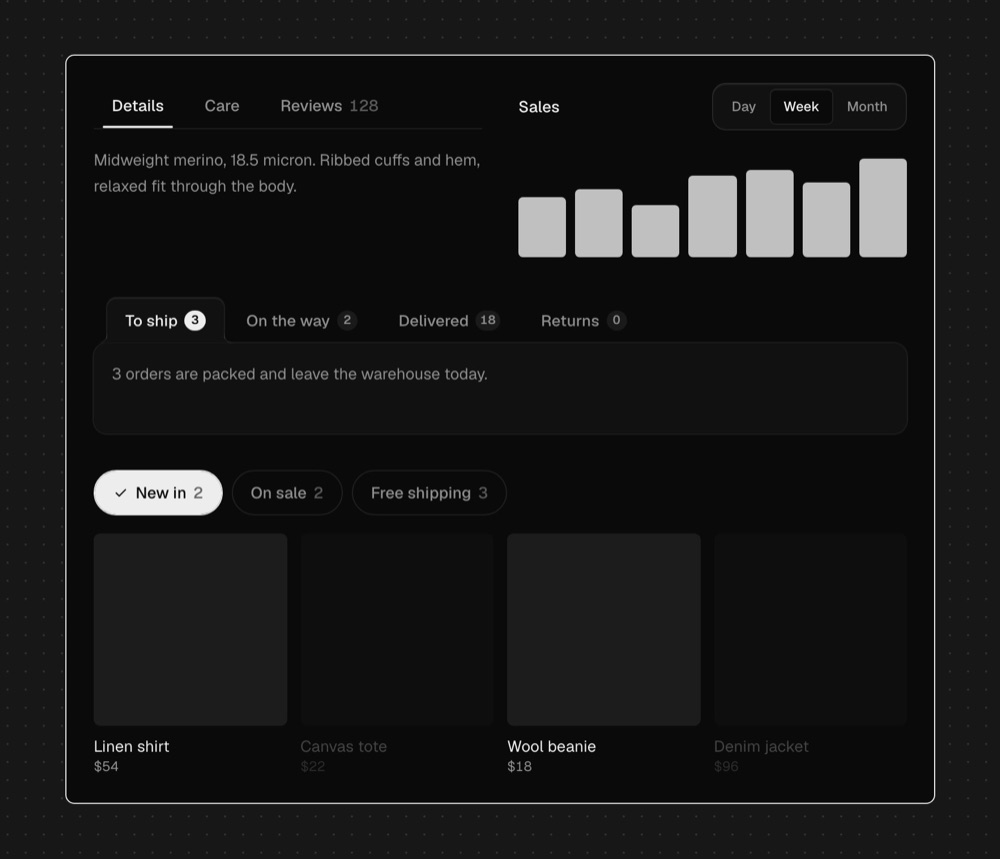 Details Care Reviews 128
Midweight merino, 18.5 micron. Ribbed cuffs and hem,
relaxed fit through the body.
Sales Day Week Month
To ship 3 On the way 2 Delivered 18 Returns 0
3 orders are packed and leave the warehouse today.
New in 2 On sale 2 Free shipping 3
Linen shirt Canvas tote Wool beanie Denim jacket
$54 $22 $18 $96